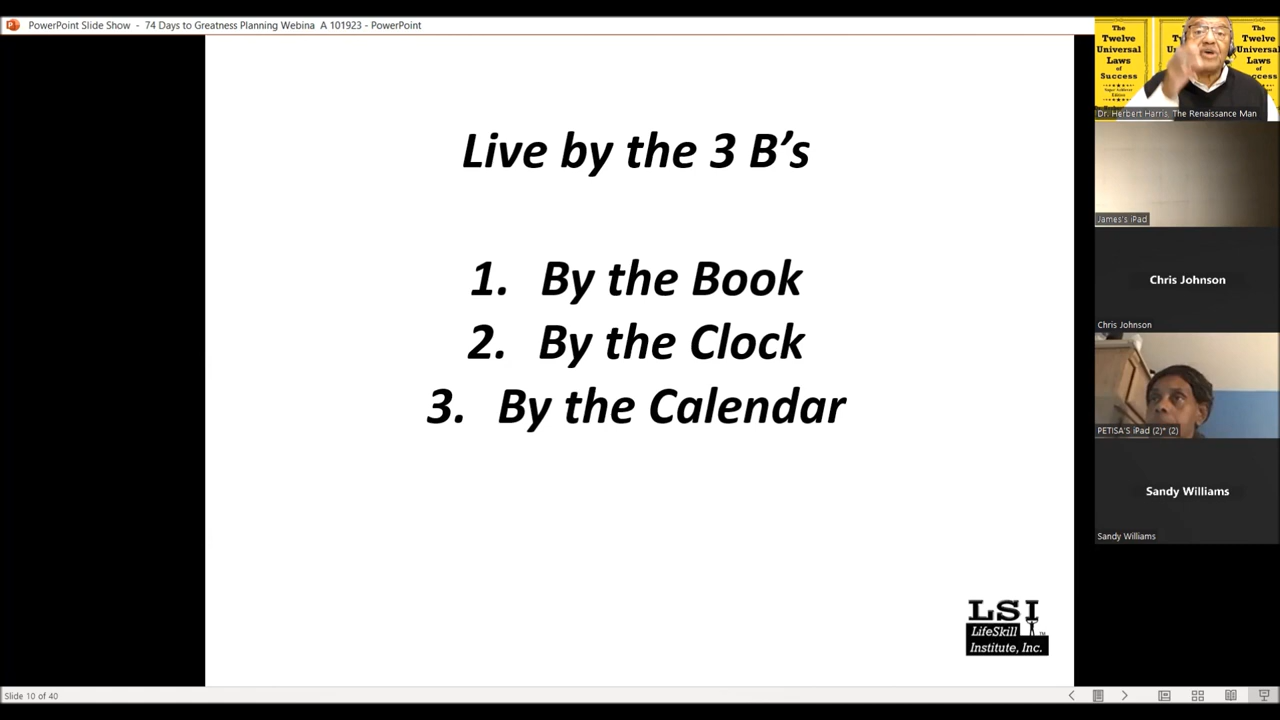 PowerPoint Slide Show - 74 Days to Greatness Planning Webina A 101923 - PowerPoint
Live by the 3 B's
1. By the Book
2. By the Clock
3. By the Calendar
LSI
LifeSkill
Institute, Inc.
Slide 10 of 40
The
Twelve
Universal
Laws
of
Success
The
Twelve
Universal
Laws
of
Success
Dr. Herbert Harris, The Renaissance Man
James's iPad
Chris Johnson
Chris Johnson
PETISA'S iPad (2)* (2)
Sandy Williams
Sandy Williams